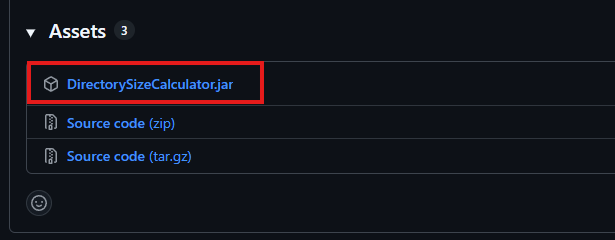 Assets 3
DirectorySizeCalculator.jar
Source code (zip)
Source code (tar.gz)